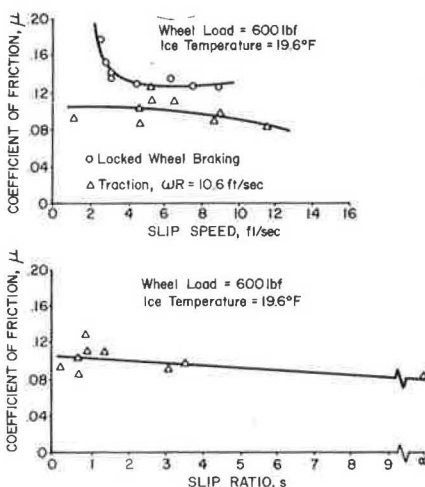 COEFFICIENT OF FRICTION, μ
.20
.16
.12
.08
.04
0
Wheel Load = 600 lbf
Ice Temperature = 19.6°F
○ Locked Wheel Braking
△ Traction, ωR = 10.6 ft/sec
0 2 4 6 8 10 12 14 16
SLIP SPEED, ft/sec
COEFFICIENT OF FRICTION, μ
.20
.16
.12
.08
.04
0
Wheel Load = 600 lbf
Ice Temperature = 19.6°F
0 1 2 3 4 5 6 7 8 9
SLIP RATIO, s